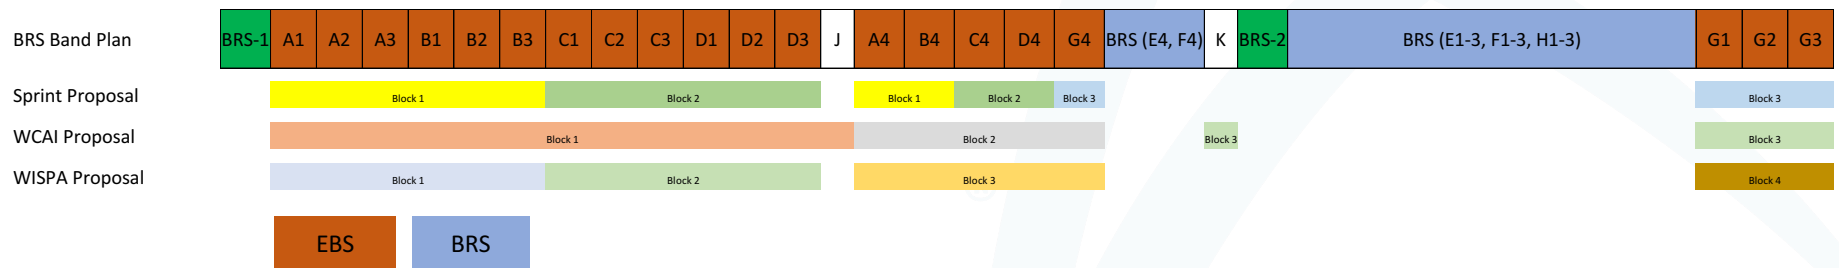 BRS Band Plan BRS-1 A1 A2 A3 B1 B2 B3 C1 C2 C3 D1 D2 D3 J A4 B4 C4 D4 G4 BRS (E4, F4) K BRS-2 BRS (E1-3, F1-3, H1-3) G1 G2 G3
Sprint Proposal Block 1 Block 2 Block 1 Block 2 Block 3 Block 3
WCAI Proposal Block 1 Block 2 Block 3 Block 3
WISPA Proposal Block 1 Block 2 Block 3 Block 4
EBS BRS